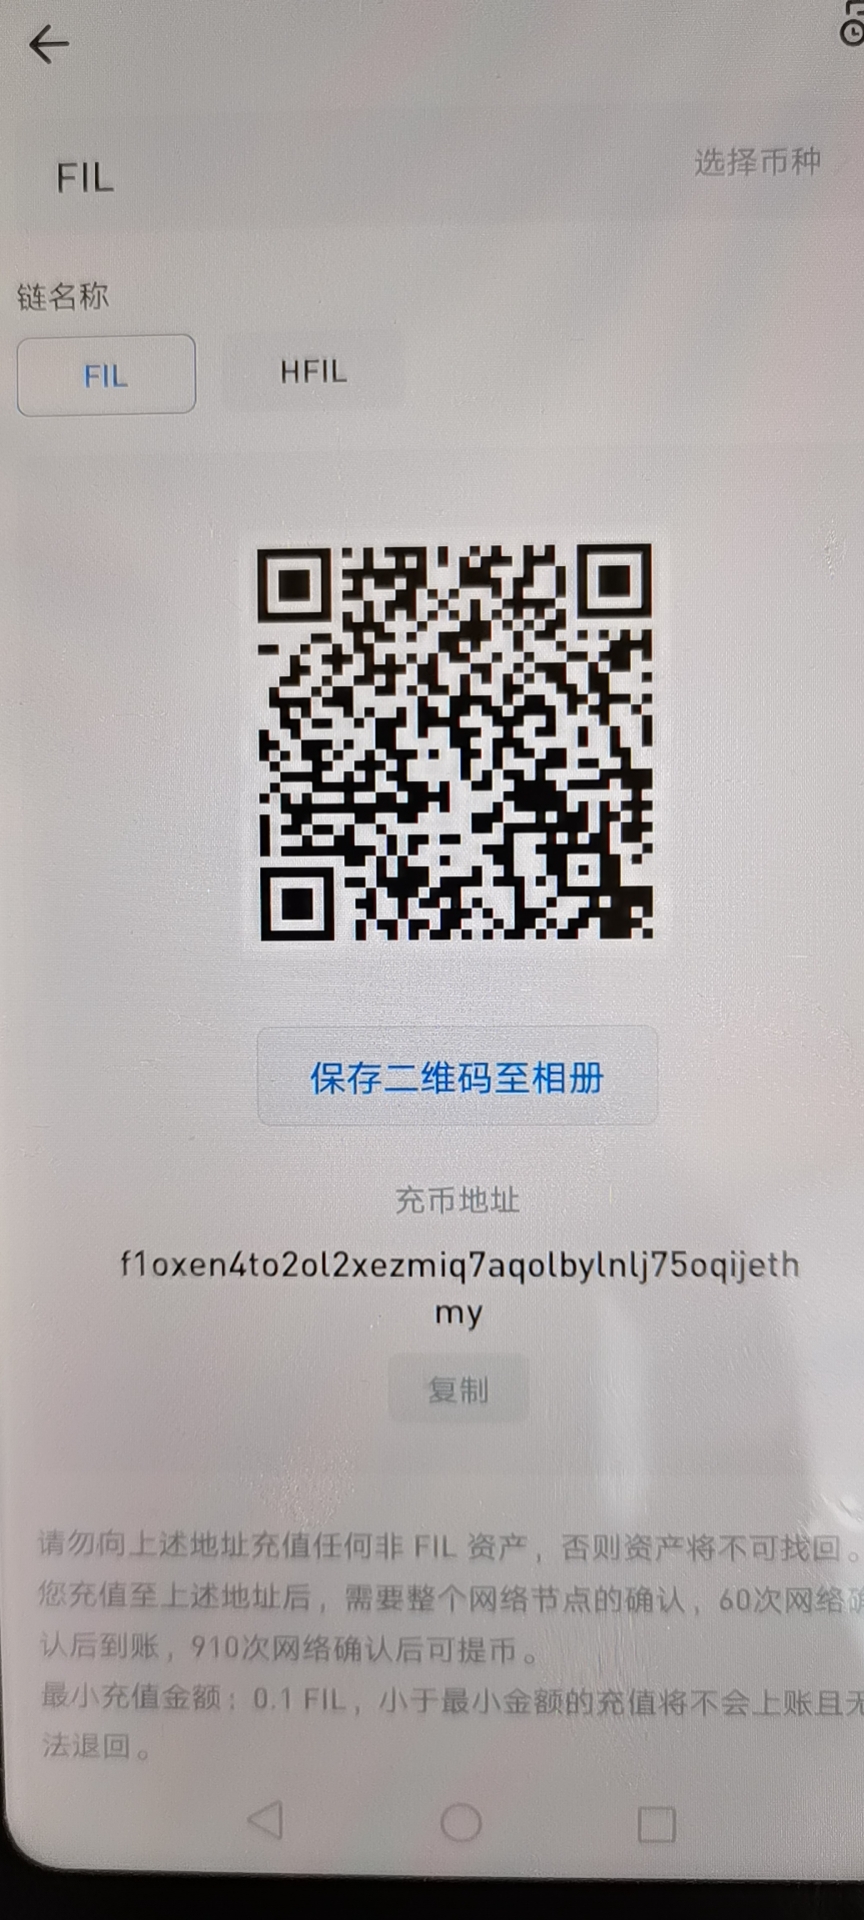 FIL
选择币种
链名称
FIL
HFIL
保存二维码至相册
充币地址
f1oxen4to2ol2xezmiq7aqolbylnlj75oqijeth
my
复制
请勿向上述地址充值任何非 FIL 资产，否则资产将不可找回。
您充值至上述地址后，需要整个网络节点的确认，60次网络确
认后到账，910次网络确认后可提币。
最小充值金额：0.1 FIL，小于最小金额的充值将不会上账且无
法退回。